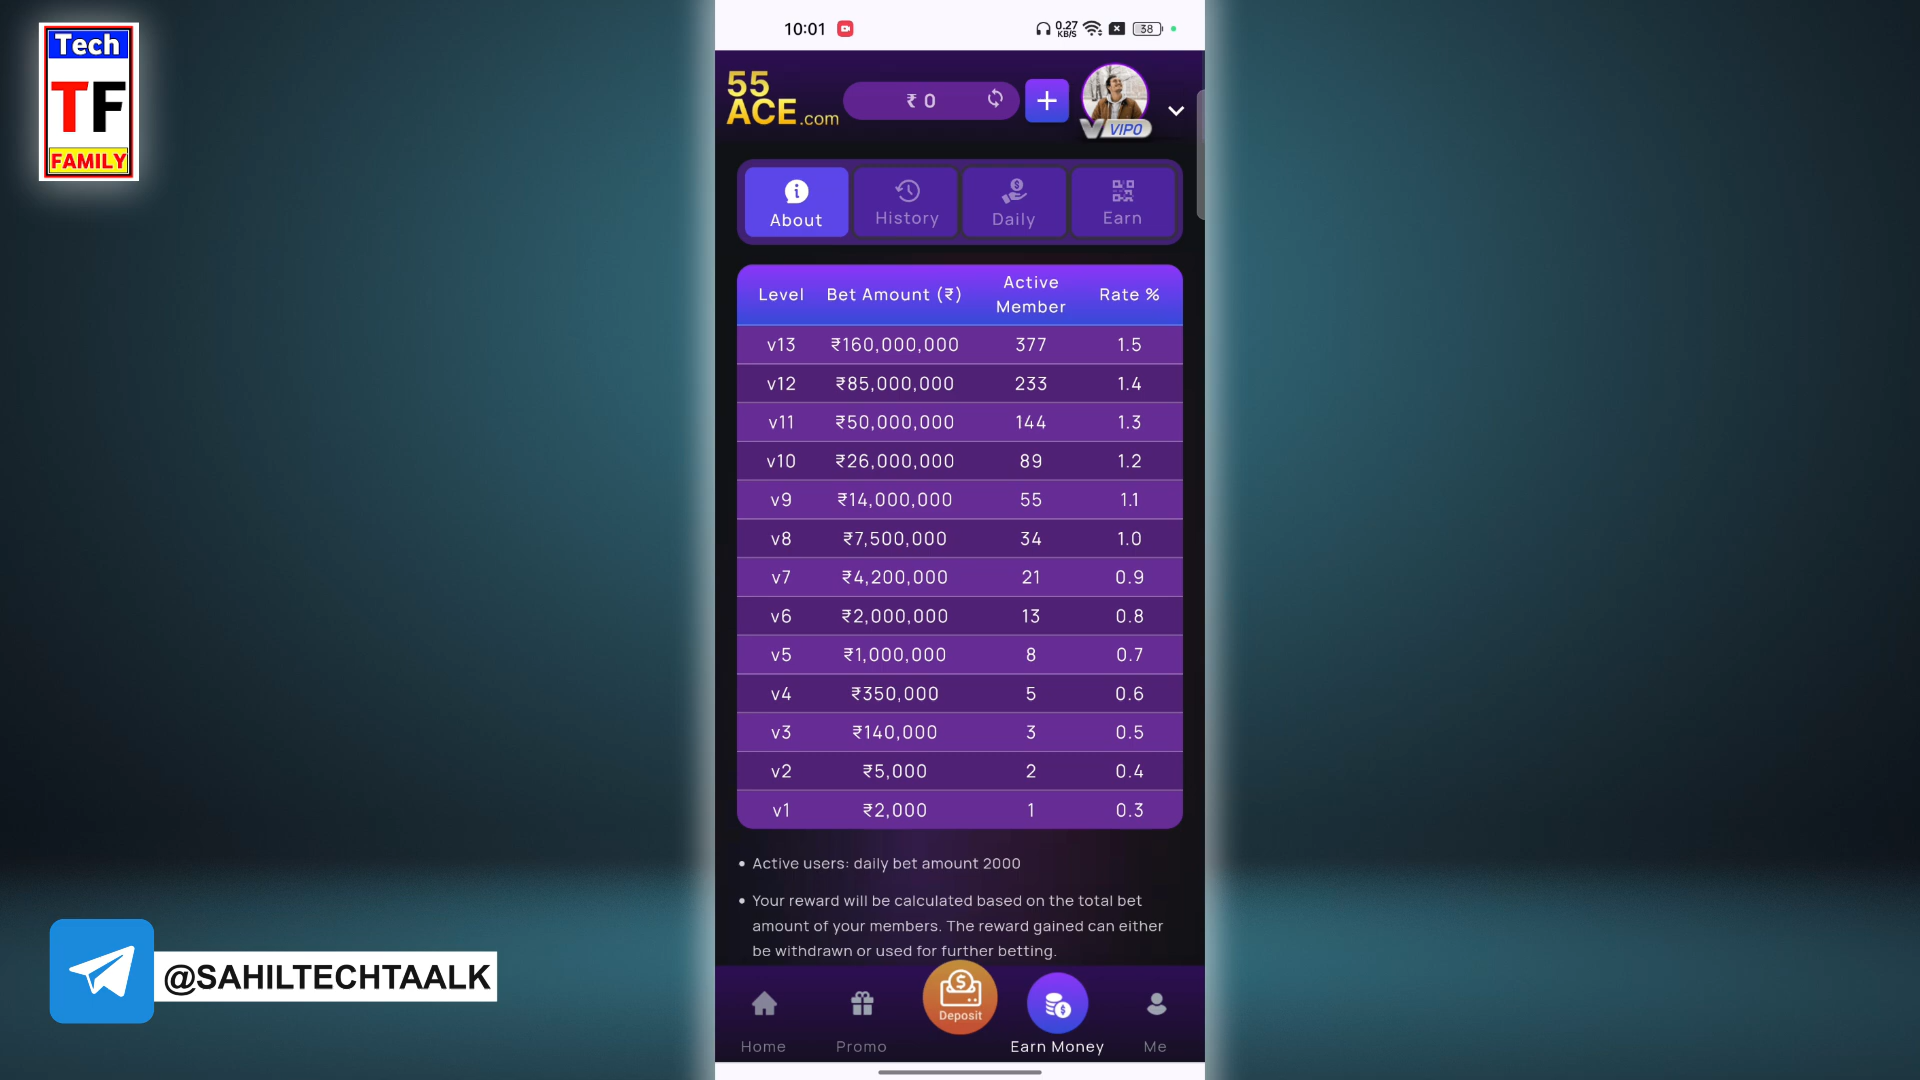 Tech
TF
FAMILY
10:01
0.27
KB/S
38
55
ACE.com
₹ 0
VIP0
About
History
Daily
Earn
Level Bet Amount (₹) Active Member Rate %
v13 ₹160,000,000 377 1.5
v12 ₹85,000,000 233 1.4
v11 ₹50,000,000 144 1.3
v10 ₹26,000,000 89 1.2
v9 ₹14,000,000 55 1.1
v8 ₹7,500,000 34 1.0
v7 ₹4,200,000 21 0.9
v6 ₹2,000,000 13 0.8
v5 ₹1,000,000 8 0.7
v4 ₹350,000 5 0.6
v3 ₹140,000 3 0.5
v2 ₹5,000 2 0.4
v1 ₹2,000 1 0.3
• Active users: daily bet amount 2000
• Your reward will be calculated based on the total bet
amount of your members. The reward gained can either
be withdrawn or used for further betting.
@SAHILTECHTAALK
Home
Promo
Deposit
Earn Money
Me